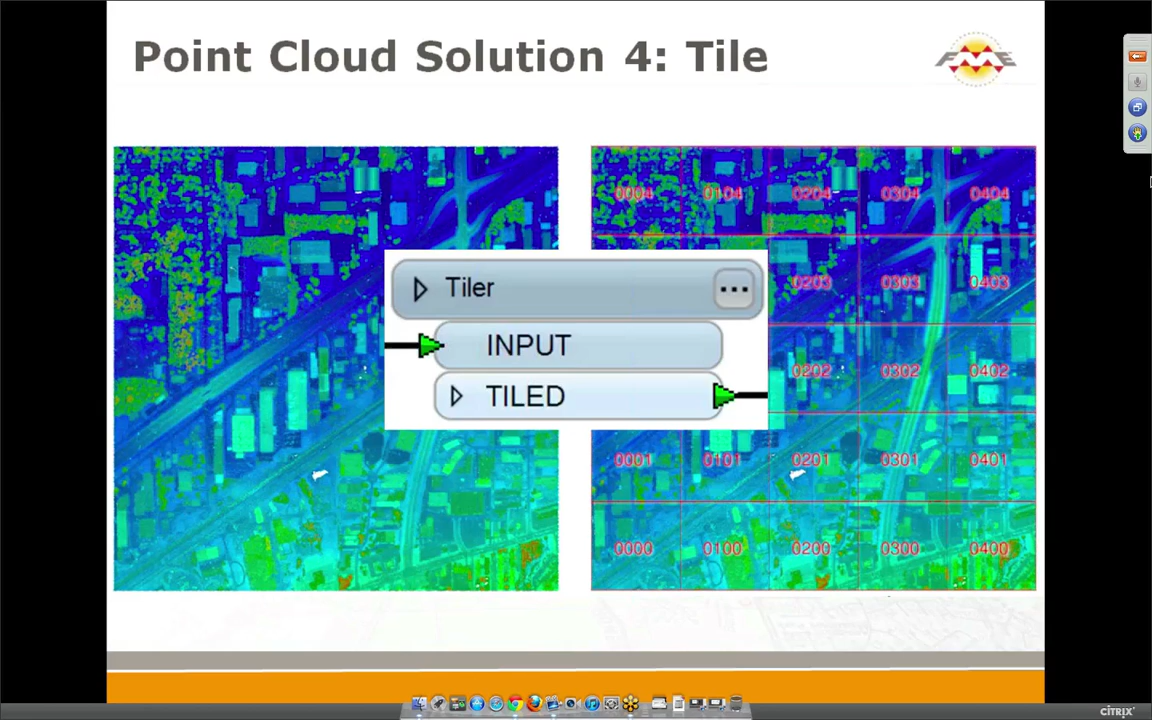 Point Cloud Solution 4: Tile
FME
0004 0104 0204 0304 0404
Tiler
...
0203 0303 0403
INPUT
0202 0302 0402
TILED
0001 0101 0201 0301 0401
0000 0100 0200 0300 0400
CITRIX